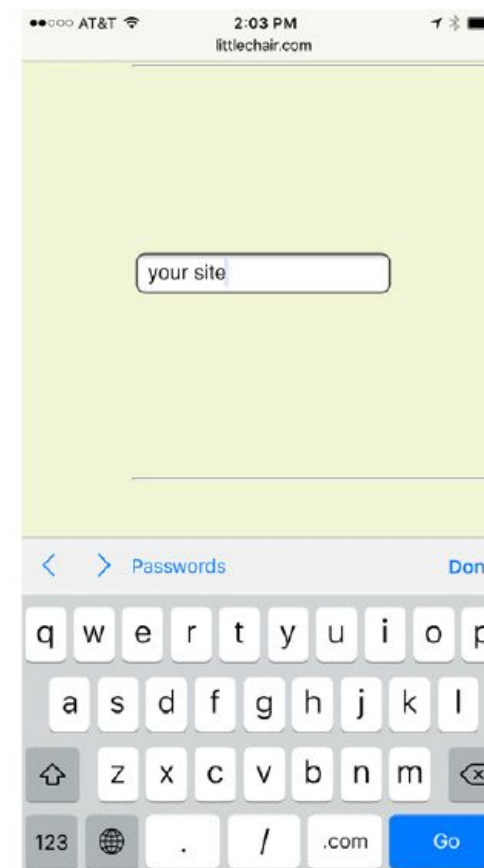 AT&T 2:03 PM
littlechair.com
your site
Passwords Don
q w e r t y u i o p
a s d f g h j k l
z x c v b n m
123 . / .com Go